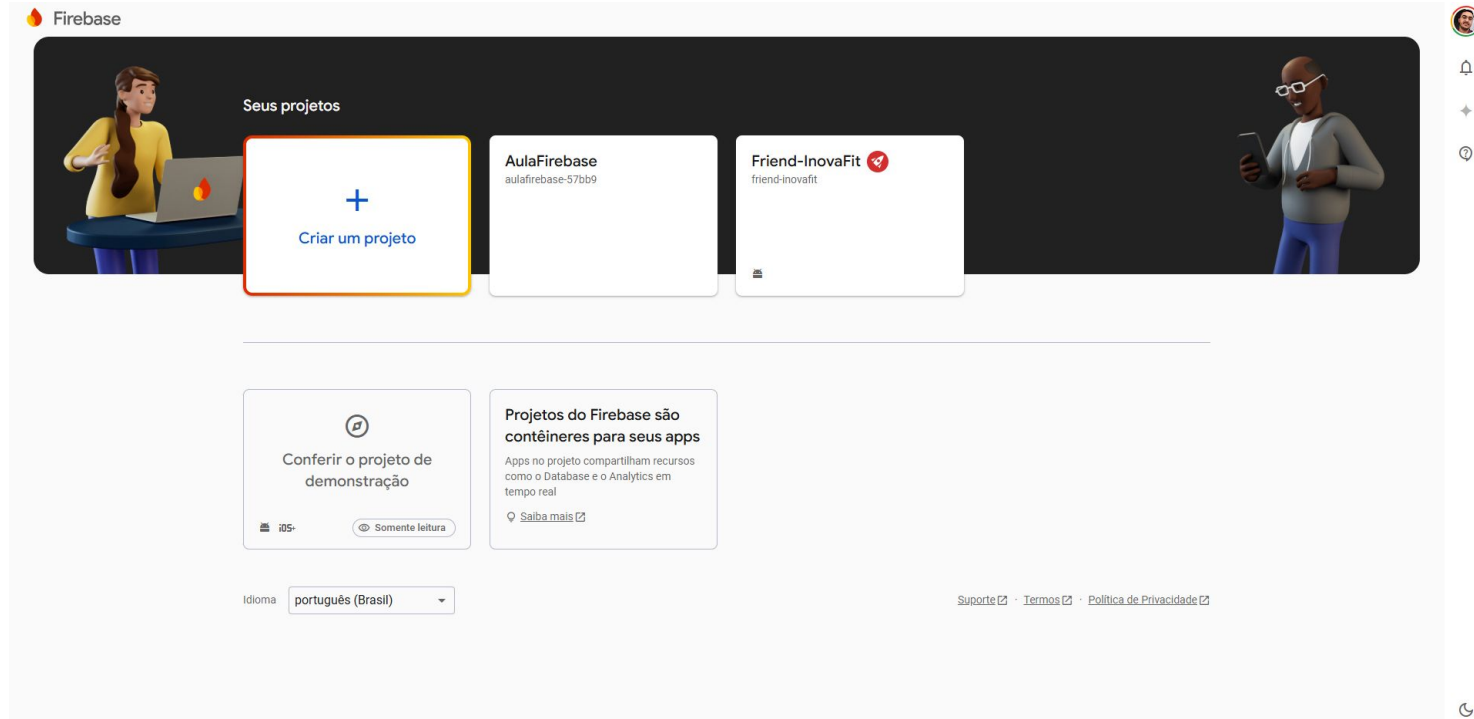 Firebase
Seus projetos
Criar um projeto
AulaFirebase
aulafirebase-57bb9
Friend-InovaFit
friend-inovafit
Conferir o projeto de
demonstração
iOS+
Somente leitura
Projetos do Firebase são
contêineres para seus apps
Apps no projeto compartilham recursos
como o Database e o Analytics em
tempo real
Saiba mais
Idioma
português (Brasil)
Suporte · Termos · Política de Privacidade